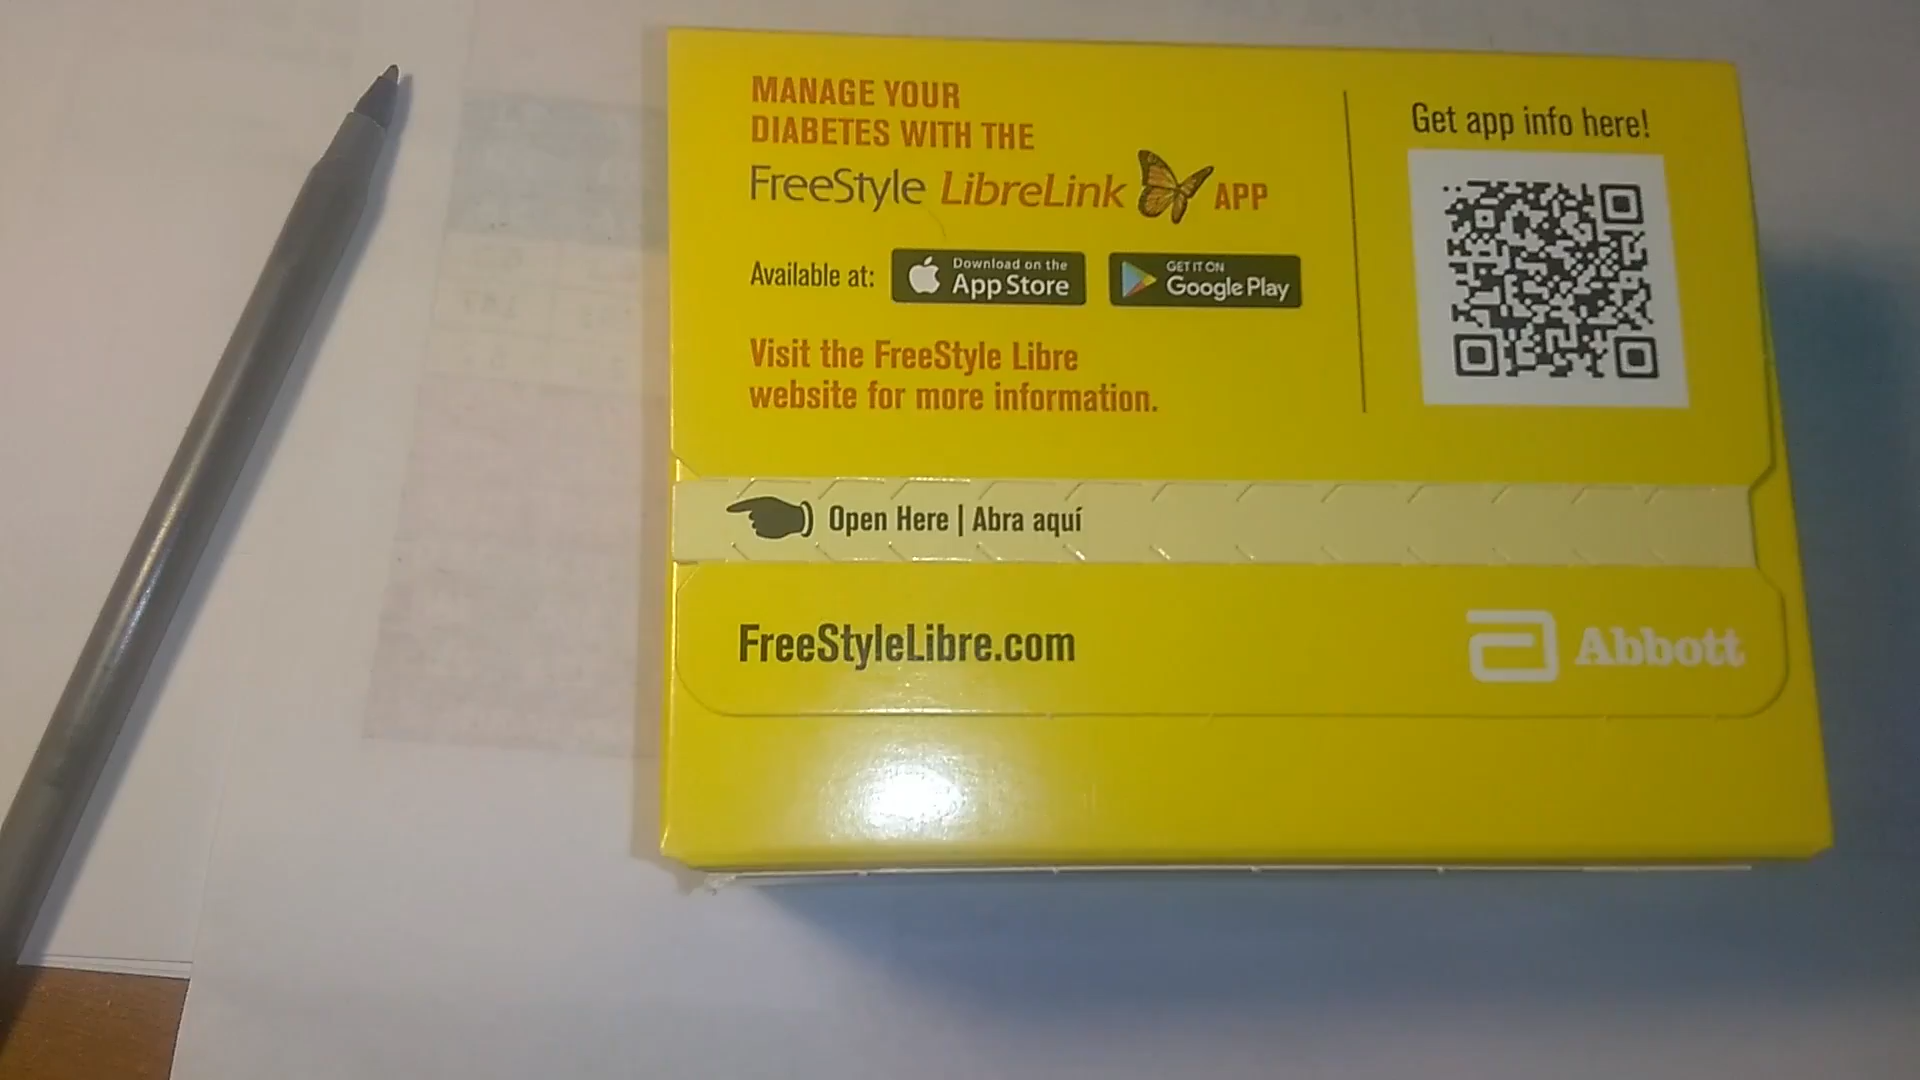 MANAGE YOUR
DIABETES WITH THE
FreeStyle LibreLink APP
Available at:
Download on the
App Store
GET IT ON
Google Play
Visit the FreeStyle Libre
website for more information.
Get app info here!
Open Here | Abra aquí
FreeStyleLibre.com
Abbott